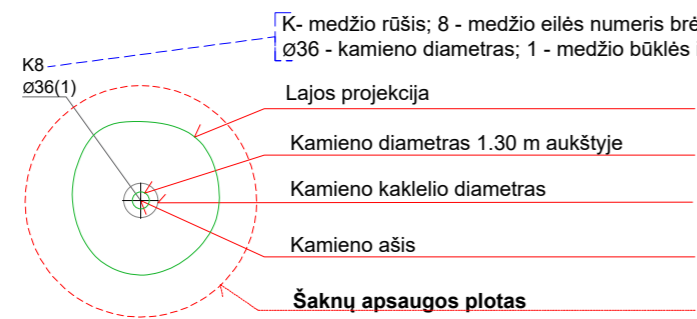 K- medžio rūšis; 8 - medžio eilės numeris
Ø36 - kamieno diametras; 1 - medžio būklės
K8
Ø36(1)
Lajos projekcija
Kamieno diametras 1.30 m aukštyje
Kamieno kaklelio diametras
Kamieno ašis
Šaknų apsaugos plotas